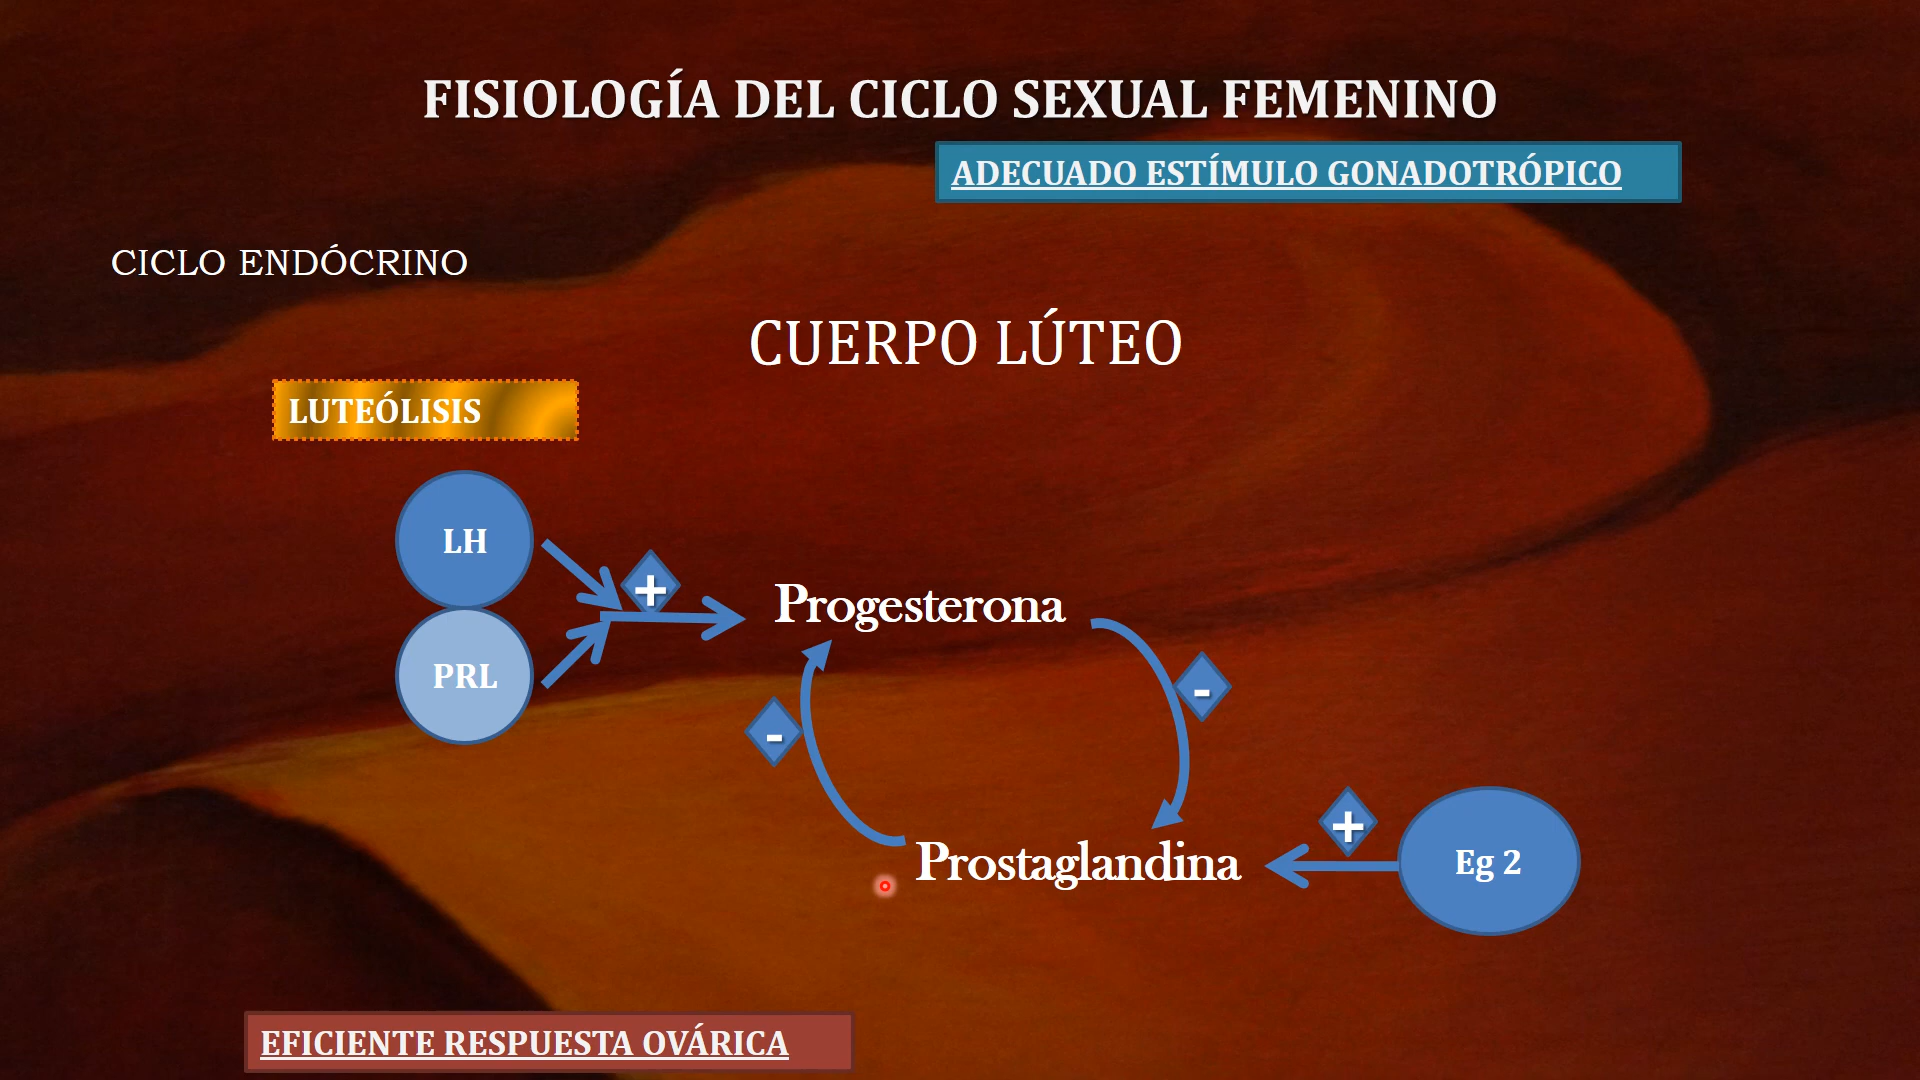 FISIOLOGÍA DEL CICLO SEXUAL FEMENINO
ADECUADO ESTÍMULO GONADOTRÓPICO
CICLO ENDÓCRINO
CUERPO LÚTEO
LUTEÓLISIS
LH
+
Progesterona
PRL
-
-
+
Prostaglandina
Eg 2
EFICIENTE RESPUESTA OVÁRICA